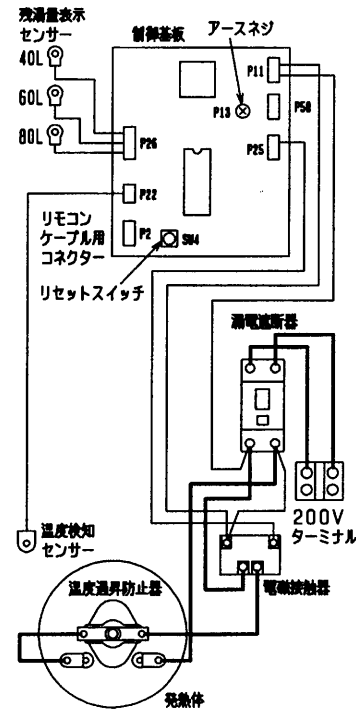 残湯量表示
センサー
40L
60L
80L
制御基板
アースネジ
P11
P13
P50
P26
P25
P22
リモコン
ケーブル用
コネクター
P2
SW4
リセットスイッチ
漏電遮断器
200V
ターミナル
温度検知
センサー
電磁接触器
温度過昇防止器
発熱体